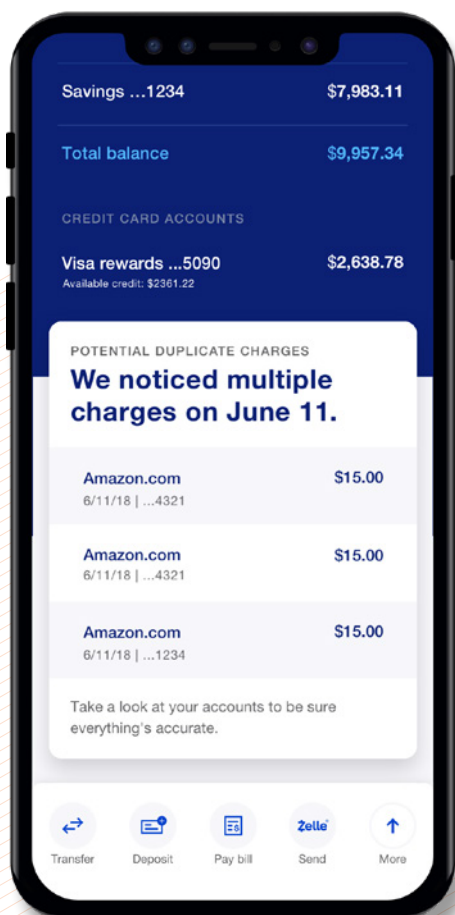 Savings ...1234 $7,983.11
Total balance $9,957.34
CREDIT CARD ACCOUNTS
Visa rewards ...5090 $2,638.78
Available credit: $2361.22
POTENTIAL DUPLICATE CHARGES
We noticed multiple
charges on June 11.
Amazon.com $15.00
6/11/18 | ...4321
Amazon.com $15.00
6/11/18 | ...4321
Amazon.com $15.00
6/11/18 | ...1234
Take a look at your accounts to be sure
everything's accurate.
Zelle
Transfer Deposit Pay bill Send More